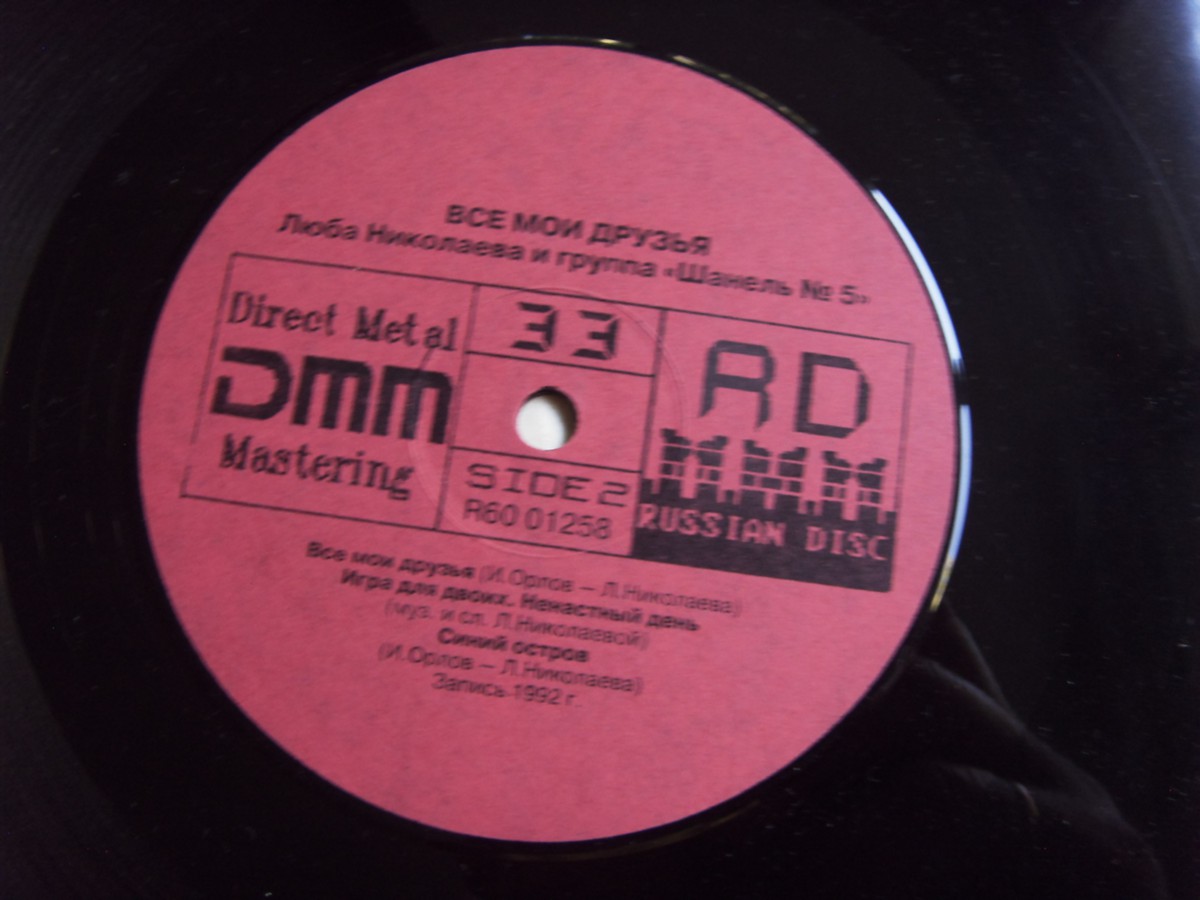 ВСЕ МОИ ДРУЗЬЯ
Люба Николаева и группа «Шанель № 5»
Direct Metal
DMM
Mastering
33
SIDE 2
R60 01258
RD
RUSSIAN DISC
Все мои друзья (И.Орлов – Л.Николаева)
Игра для двоих. Ненастный день
(муз. и сл. Л.Николаевой)
Синий остров
(И.Орлов – Л.Николаева)
Запись 1992 г.